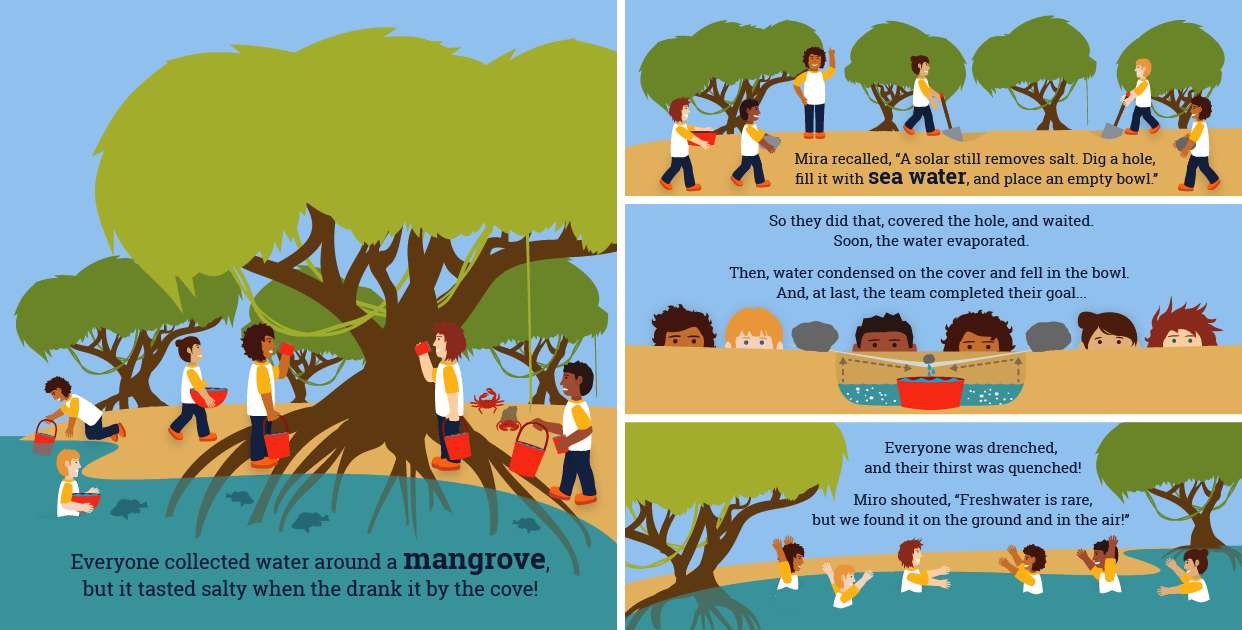 Everyone collected water around a mangrove,
but it tasted salty when the drank it by the cove!
Mira recalled, “A solar still removes salt. Dig a hole,
fill it with sea water, and place an empty bowl.”
So they did that, covered the hole, and waited.
Soon, the water evaporated.
Then, water condensed on the cover and fell in the bowl.
And, at last, the team completed their goal...
Everyone was drenched,
and their thirst was quenched!
Miro shouted, “Freshwater is rare,
but we found it on the ground and in the air!”